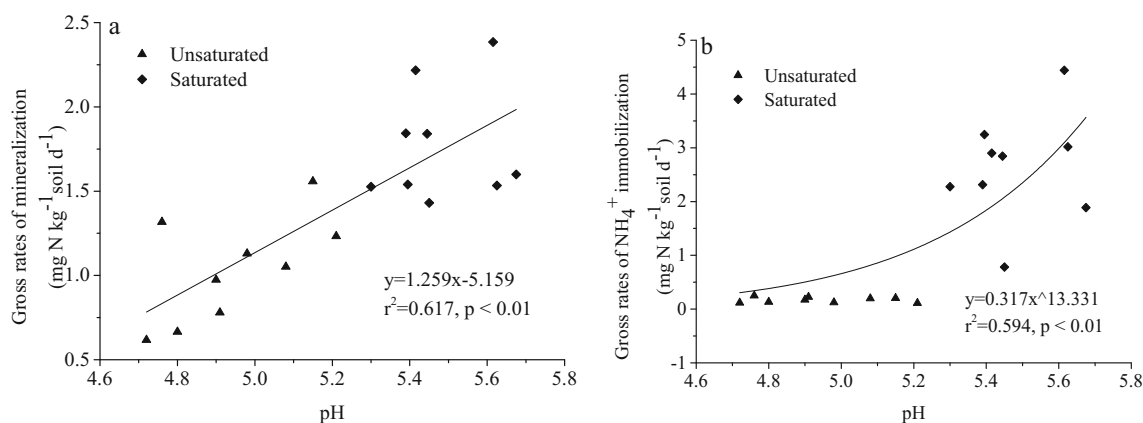 a
Unsaturated
Saturated
Gross rates of mineralization
(mg N kg⁻¹ soil d⁻¹)
2.5
2.0
1.5
1.0
0.5
y=1.259x-5.159
r²=0.617, p < 0.01
4.6 4.8 5.0 5.2 5.4 5.6 5.8
pH
b
Unsaturated
Saturated
Gross rates of NH₄⁺ immobilization
(mg N kg⁻¹ soil d⁻¹)
5
4
3
2
1
0
-1
y=0.317x^13.331
r²=0.594, p < 0.01
4.6 4.8 5.0 5.2 5.4 5.6 5.8
pH